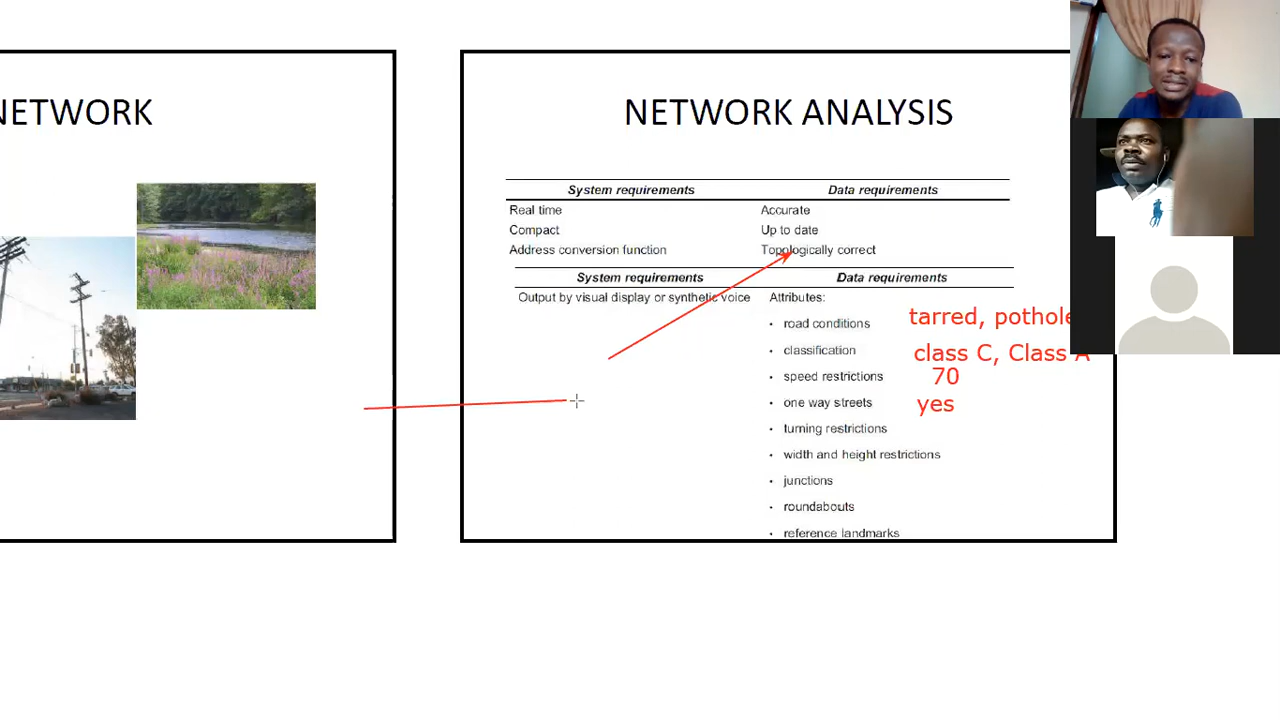 NETWORK
NETWORK ANALYSIS
System requirements Data requirements
Real time Accurate
Compact Up to date
Address conversion function Topologically correct
System requirements Data requirements
Output by visual display or synthetic voice Attributes:
• road conditions tarred, pothole
• classification class C, Class A
• speed restrictions 70
• one way streets yes
• turning restrictions
• width and height restrictions
• junctions
• roundabouts
• reference landmarks